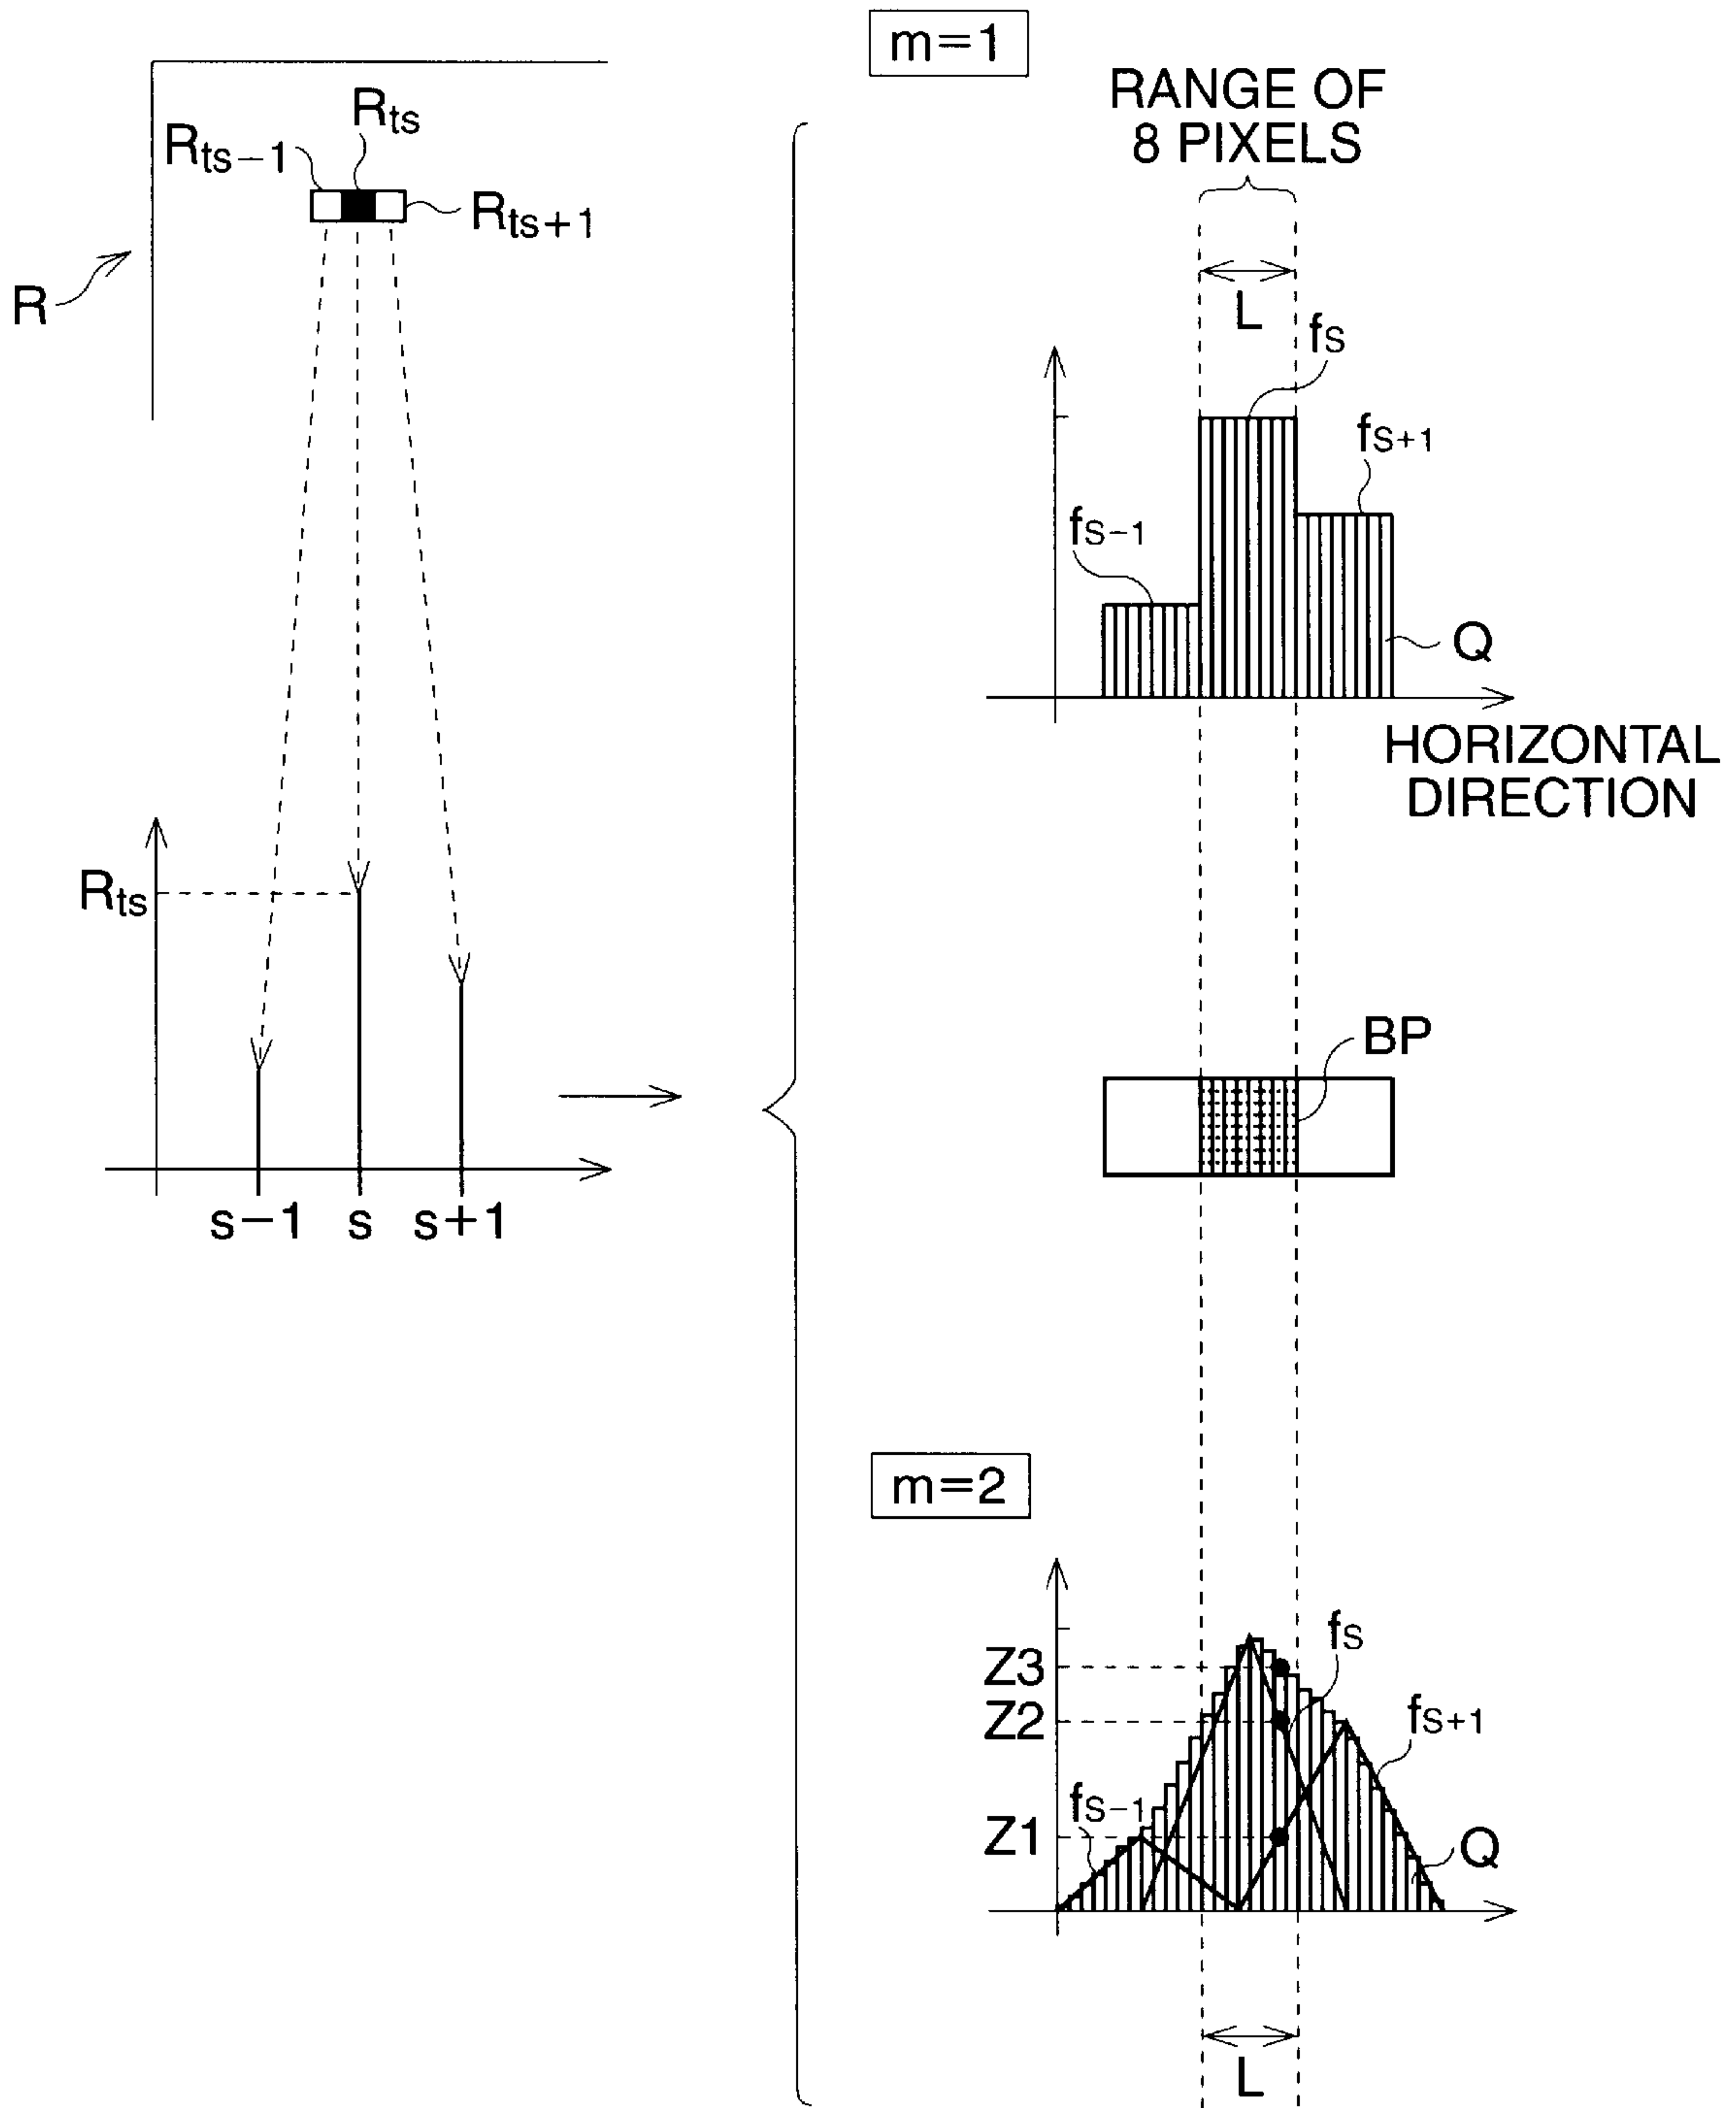 m=1
RANGE OF
8 PIXELS
Rts
Rts−1
Rts+1
R
L
fS
fS+1
fS−1
Q
HORIZONTAL
DIRECTION
Rts
s−1 s s+1
BP
m=2
fS
Z3
Z2
fS+1
fS−1
Z1
Q
L